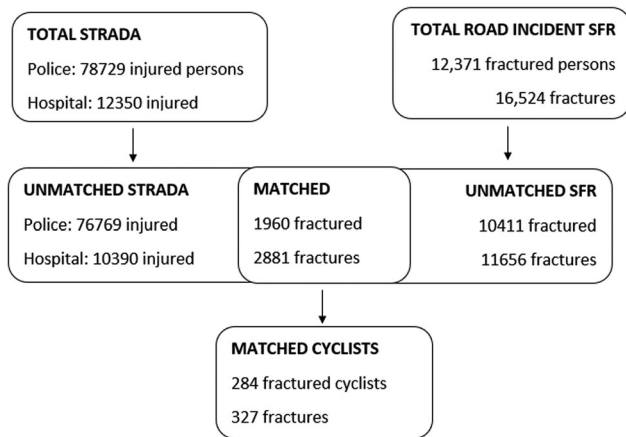 TOTAL STRADA
Police: 78729 injured persons
Hospital: 12350 injured
TOTAL ROAD INCIDENT SFR
12,371 fractured persons
16,524 fractures
UNMATCHED STRADA
Police: 76769 injured
Hospital: 10390 injured
MATCHED
1960 fractured
2881 fractures
UNMATCHED SFR
10411 fractured
11656 fractures
MATCHED CYCLISTS
284 fractured cyclists
327 fractures